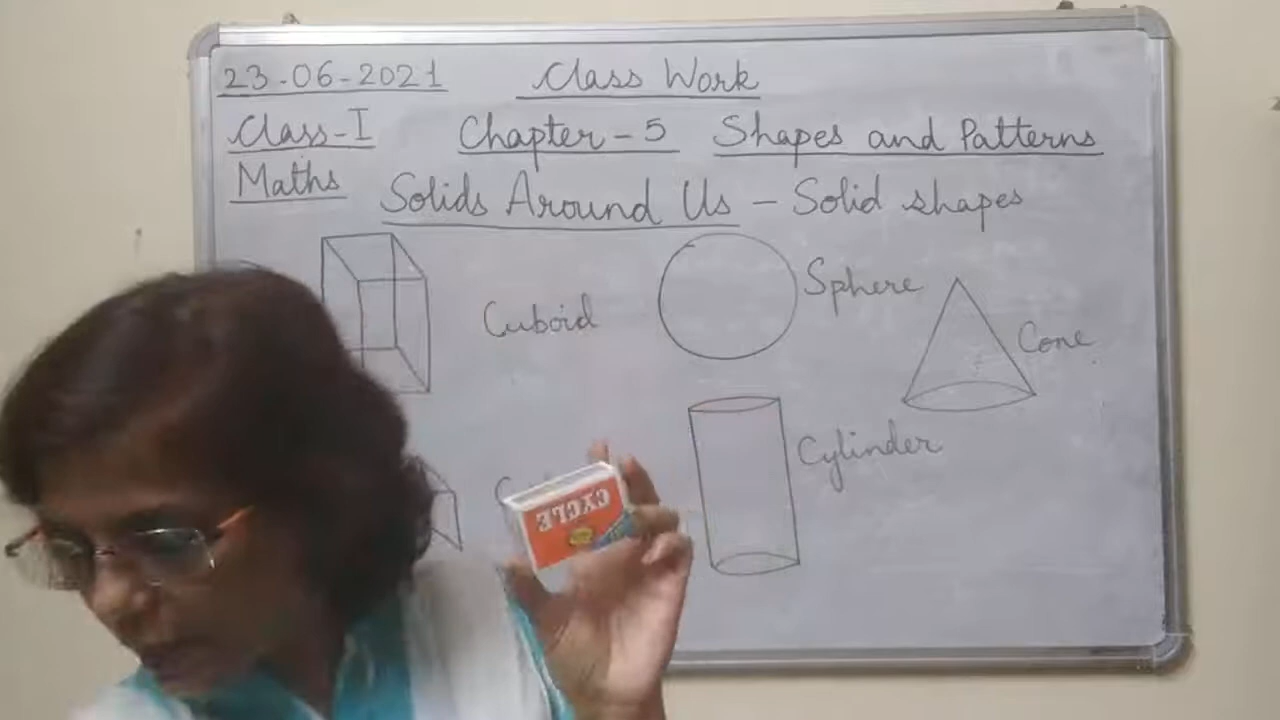 23-06-2021 Class Work
Class-I Chapter-5 Shapes and Patterns
Maths
Solids Around Us - Solid shapes
Sphere
Cuboid
Cone
Cylinder
CYCLE